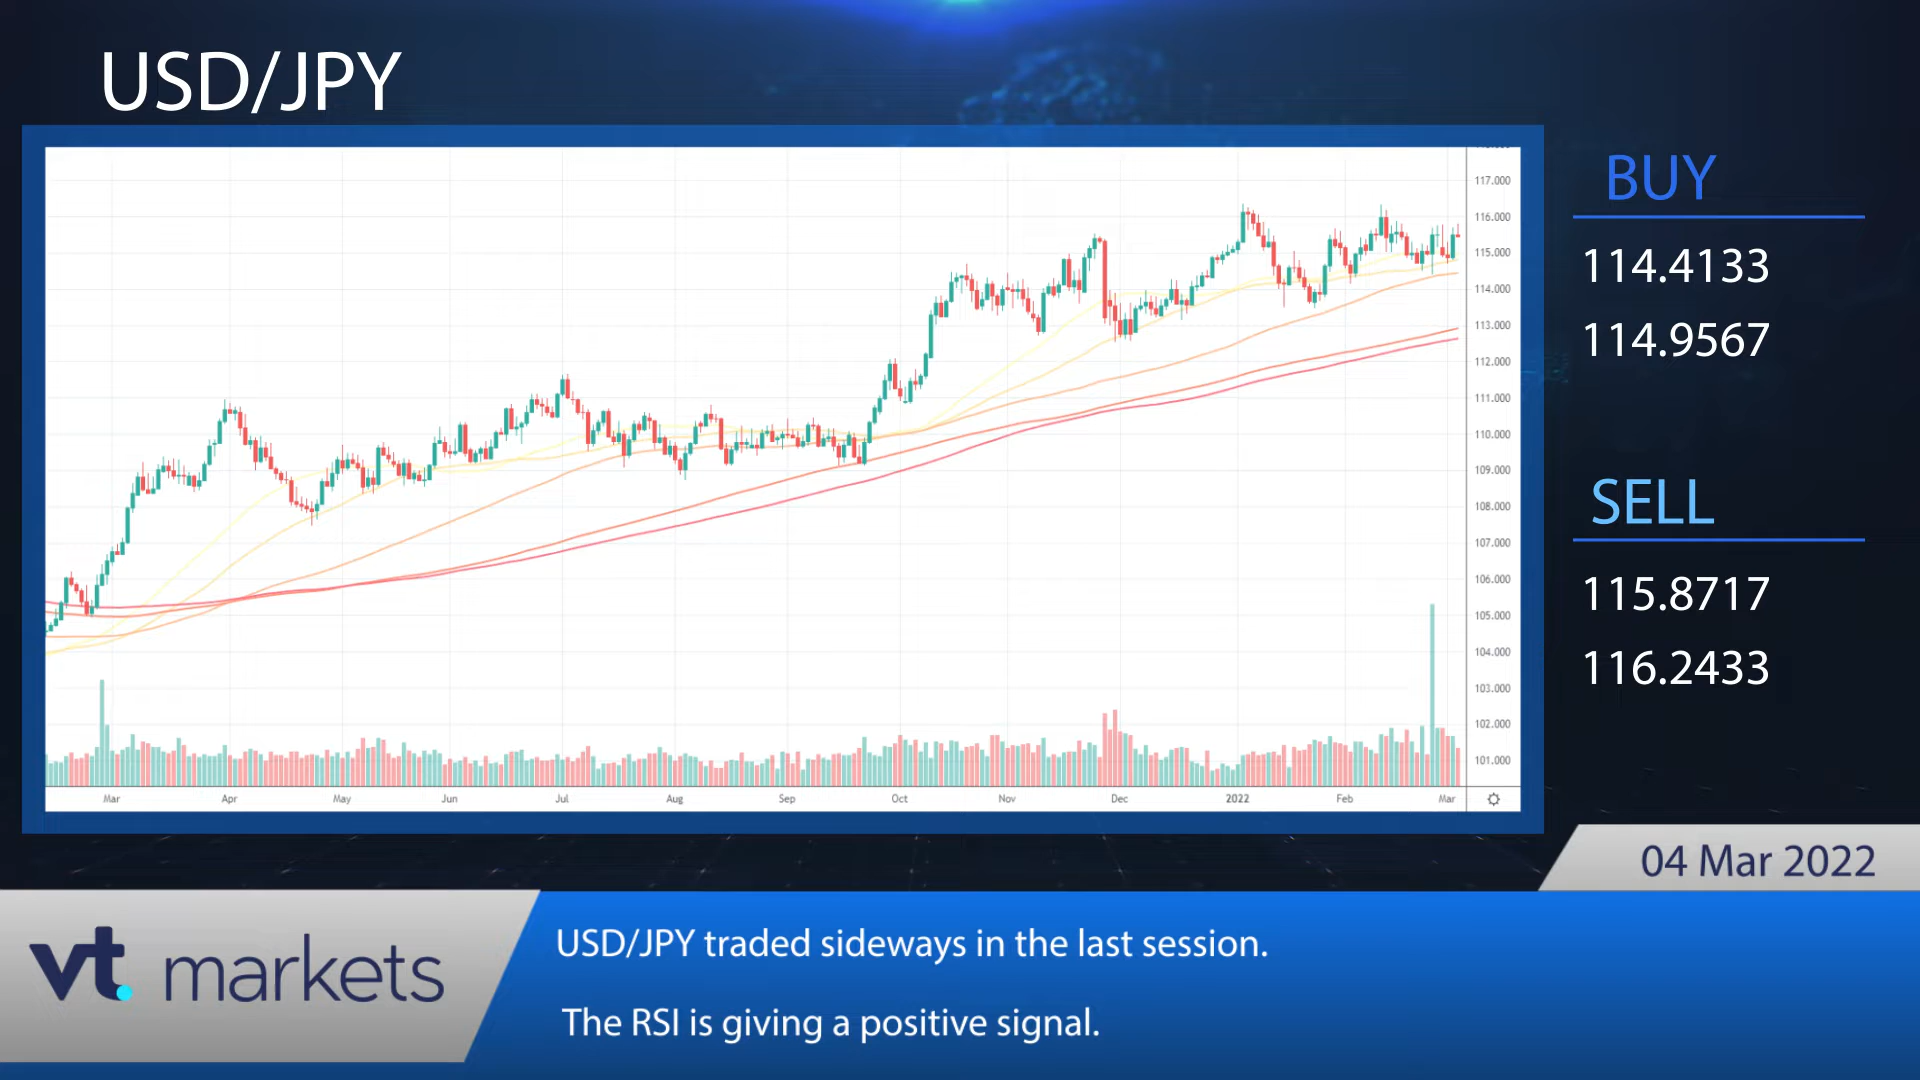 USD/JPY
117.000
116.000
115.000
114.000
113.000
112.000
111.000
110.000
109.000
108.000
107.000
106.000
105.000
104.000
103.000
102.000
101.000
Mar Apr May Jun Jul Aug Sep Oct Nov Dec 2022 Feb Mar
BUY
114.4133
114.9567
SELL
115.8717
116.2433
04 Mar 2022
vt. markets
USD/JPY traded sideways in the last session.
The RSI is giving a positive signal.